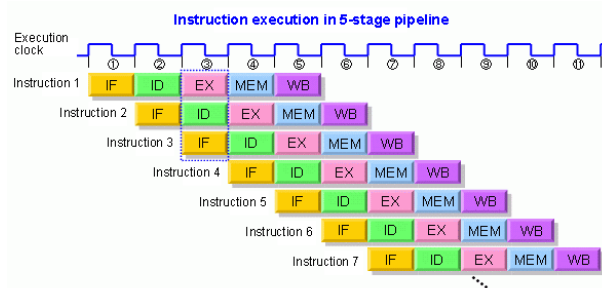 Instruction execution in 5-stage pipeline
Execution
clock
① ② ③ ④ ⑤ ⑥ ⑦ ⑧ ⑨ ⑩ ⑪
Instruction 1 IF ID EX MEM WB
Instruction 2 IF ID EX MEM WB
Instruction 3 IF ID EX MEM WB
Instruction 4 IF ID EX MEM WB
Instruction 5 IF ID EX MEM WB
Instruction 6 IF ID EX MEM WB
Instruction 7 IF ID EX MEM WB